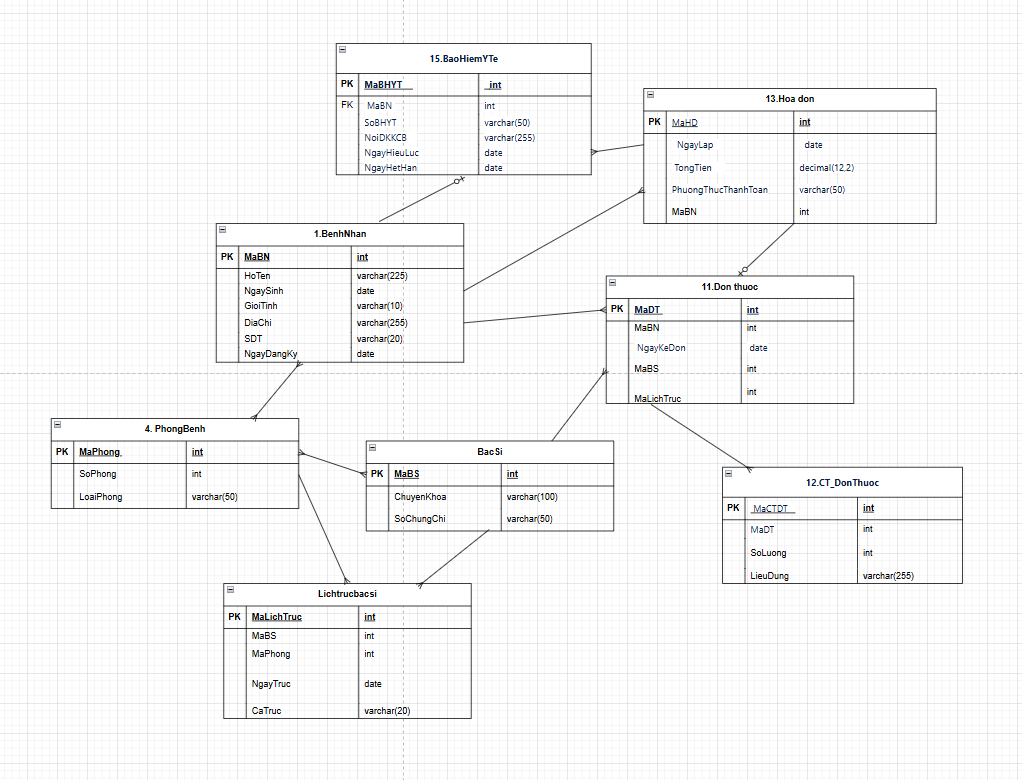 15.BaoHiemYTe
PK MaBHYT int
FK MaBN int
SoBHYT varchar(50)
NoiDKKCB varchar(255)
NgayHieuLuc date
NgayHetHan date
13.Hoa don
PK MaHD int
NgayLap date
TongTien decimal(12,2)
PhuongThucThanhToan varchar(50)
MaBN int
1.BenhNhan
PK MaBN int
HoTen varchar(225)
NgaySinh date
GioiTinh varchar(10)
DiaChi varchar(255)
SDT varchar(20)
NgayDangKy date
11.Don thuoc
PK MaDT int
MaBN int
NgayKeDon date
MaBS int
MaLichTruc int
4. PhongBenh
PK MaPhong int
SoPhong int
LoaiPhong varchar(50)
BacSi
PK MaBS int
ChuyenKhoa varchar(100)
SoChungChi varchar(50)
12.CT_DonThuoc
PK MaCTDT int
MaDT int
SoLuong int
LieuDung varchar(255)
Lichtrucbacsi
PK MaLichTruc int
MaBS int
MaPhong int
NgayTruc date
CaTruc varchar(20)